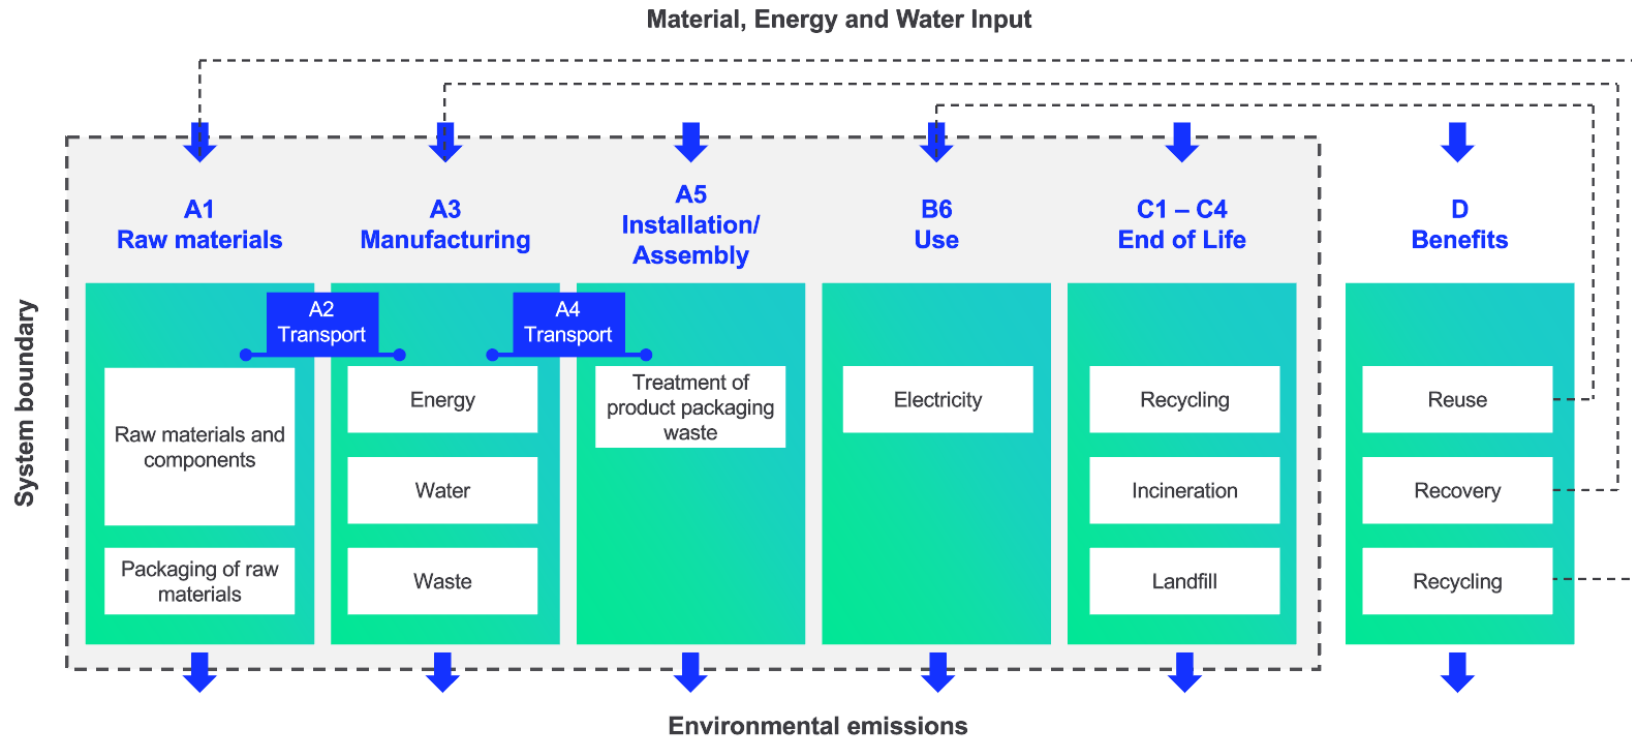 Material, Energy and Water Input
A1
Raw materials
A3
Manufacturing
A5
Installation/
Assembly
B6
Use
C1 – C4
End of Life
D
Benefits
System boundary
A2
Transport
A4
Transport
Raw materials and
components
Packaging of raw
materials
Energy
Water
Waste
Treatment of
product packaging
waste
Electricity
Recycling
Incineration
Landfill
Reuse
Recovery
Recycling
Environmental emissions